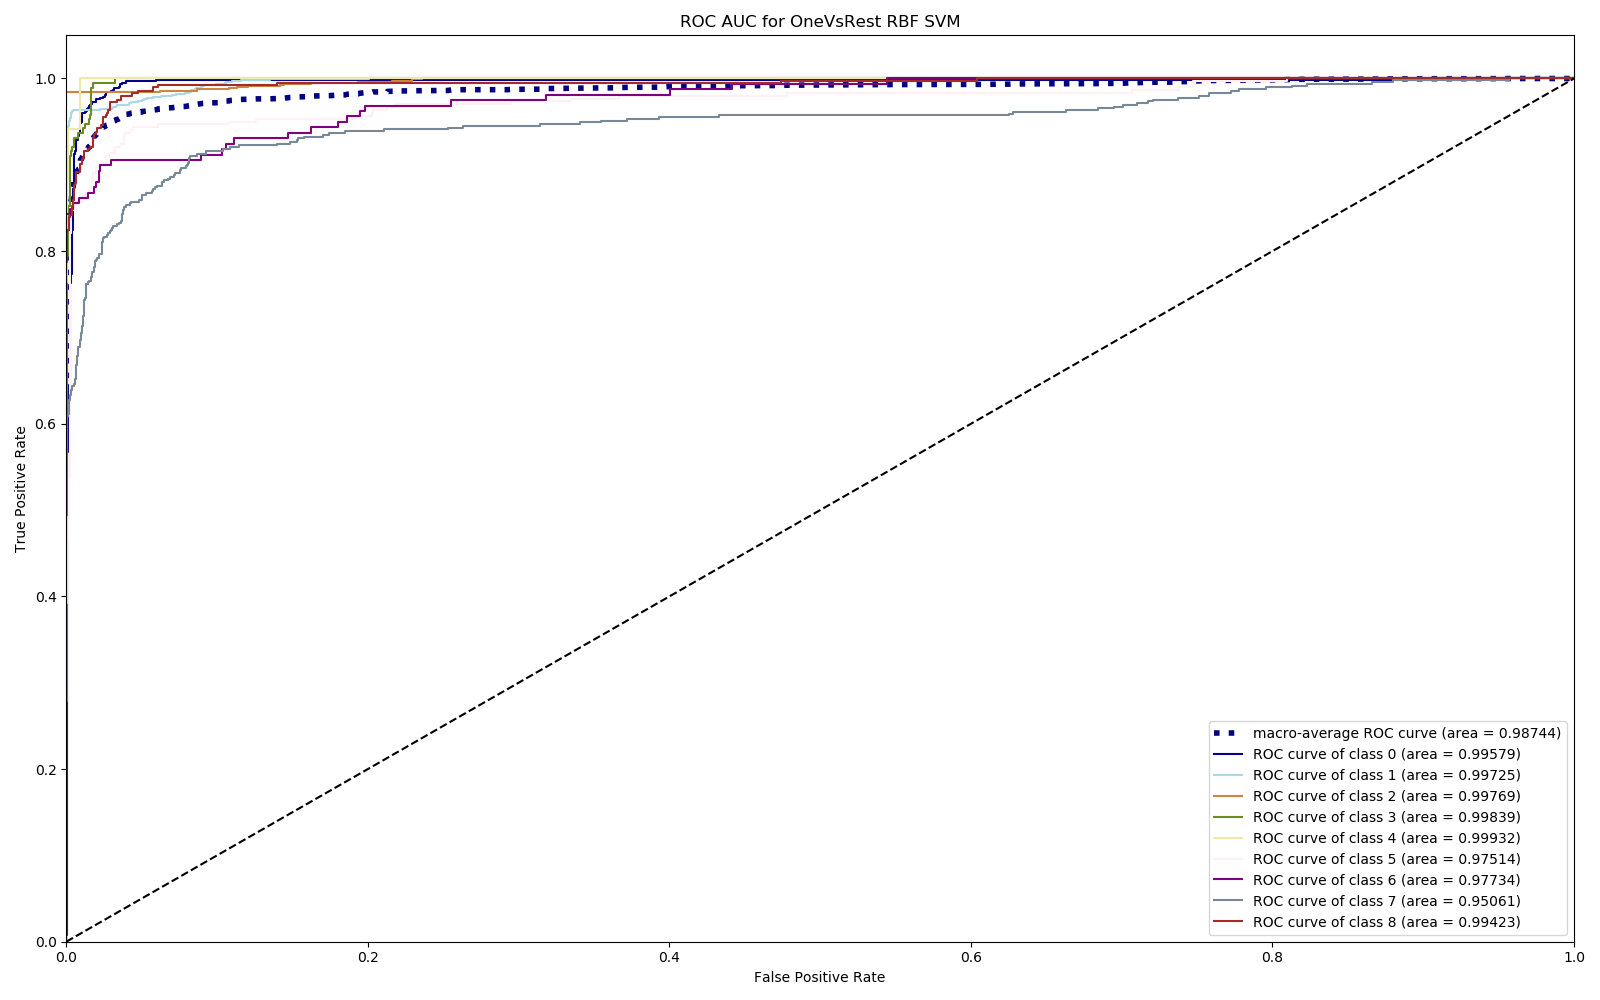 ROC AUC for OneVsRest RBF SVM
1.0
0.8
0.6
0.4
0.2
0.0
True Positive Rate
macro-average ROC curve (area = 0.98744)
ROC curve of class 0 (area = 0.99579)
ROC curve of class 1 (area = 0.99725)
ROC curve of class 2 (area = 0.99769)
ROC curve of class 3 (area = 0.99839)
ROC curve of class 4 (area = 0.99932)
ROC curve of class 5 (area = 0.97514)
ROC curve of class 6 (area = 0.97734)
ROC curve of class 7 (area = 0.95061)
ROC curve of class 8 (area = 0.99423)
0.0 0.2 0.4 0.6 0.8 1.0
False Positive Rate